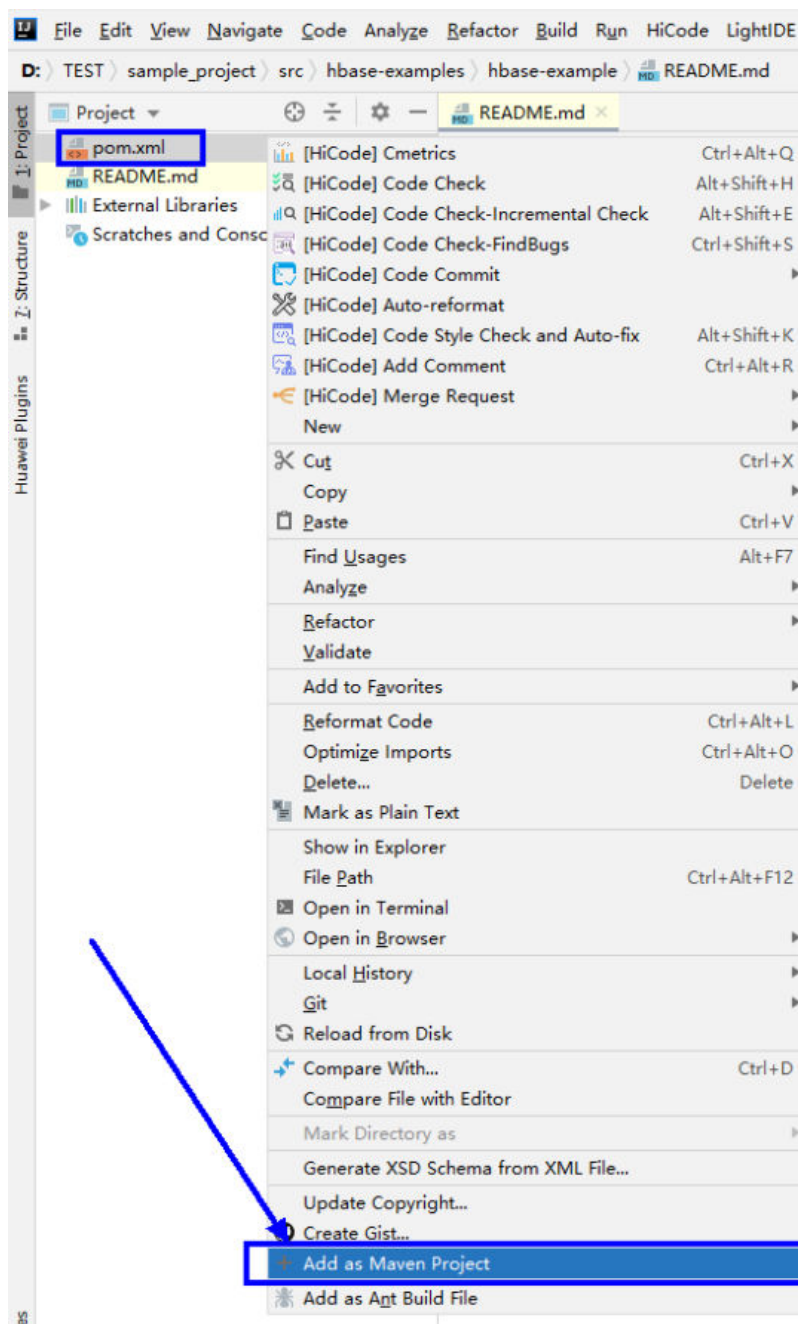 File Edit View Navigate Code Analyze Refactor Build Run HiCode LightIDE
D: TEST sample_project src hbase-examples hbase-example README.md
Project README.md
1: Project
pom.xml
README.md
External Libraries
Scratches and Consc
7: Structure
Huawei Plugins
[HiCode] Cmetrics Ctrl+Alt+Q
[HiCode] Code Check Alt+Shift+H
[HiCode] Code Check-Incremental Check Alt+Shift+E
[HiCode] Code Check-FindBugs Ctrl+Shift+S
[HiCode] Code Commit
[HiCode] Auto-reformat
[HiCode] Code Style Check and Auto-fix Alt+Shift+K
[HiCode] Add Comment Ctrl+Alt+R
[HiCode] Merge Request
New
Cut Ctrl+X
Copy
Paste Ctrl+V
Find Usages Alt+F7
Analyze
Refactor
Validate
Add to Favorites
Reformat Code Ctrl+Alt+L
Optimize Imports Ctrl+Alt+O
Delete... Delete
Mark as Plain Text
Show in Explorer
File Path Ctrl+Alt+F12
Open in Terminal
Open in Browser
Local History
Git
Reload from Disk
Compare With... Ctrl+D
Compare File with Editor
Mark Directory as
Generate XSD Schema from XML File...
Update Copyright...
Create Gist...
Add as Maven Project
Add as Ant Build File